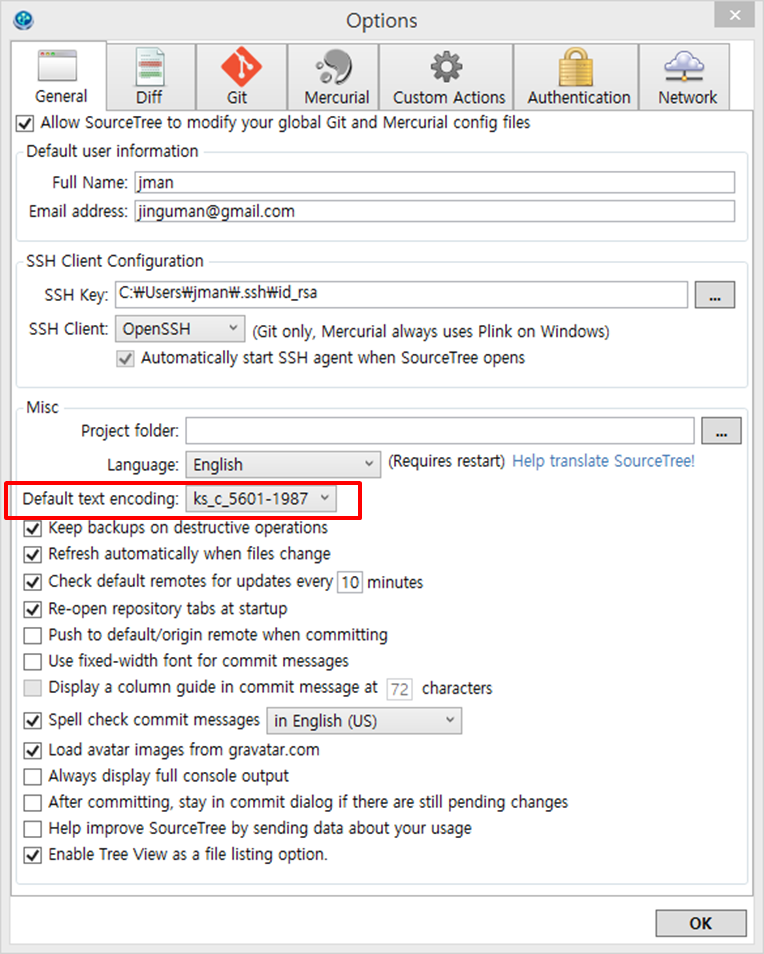 Options
General Diff Git Mercurial Custom Actions Authentication Network
Allow SourceTree to modify your global Git and Mercurial config files
Default user information
Full Name: jman
Email address: jinguman@gmail.com
SSH Client Configuration
SSH Key: C:₩Users₩jman₩.ssh₩id_rsa ...
SSH Client: OpenSSH (Git only, Mercurial always uses Plink on Windows)
Automatically start SSH agent when SourceTree opens
Misc
Project folder: ...
Language: English (Requires restart) Help translate SourceTree!
Default text encoding: ks_c_5601-1987
Keep backups on destructive operations
Refresh automatically when files change
Check default remotes for updates every 10 minutes
Re-open repository tabs at startup
Push to default/origin remote when committing
Use fixed-width font for commit messages
Display a column guide in commit message at 72 characters
Spell check commit messages in English (US)
Load avatar images from gravatar.com
Always display full console output
After committing, stay in commit dialog if there are still pending changes
Help improve SourceTree by sending data about your usage
Enable Tree View as a file listing option.
OK